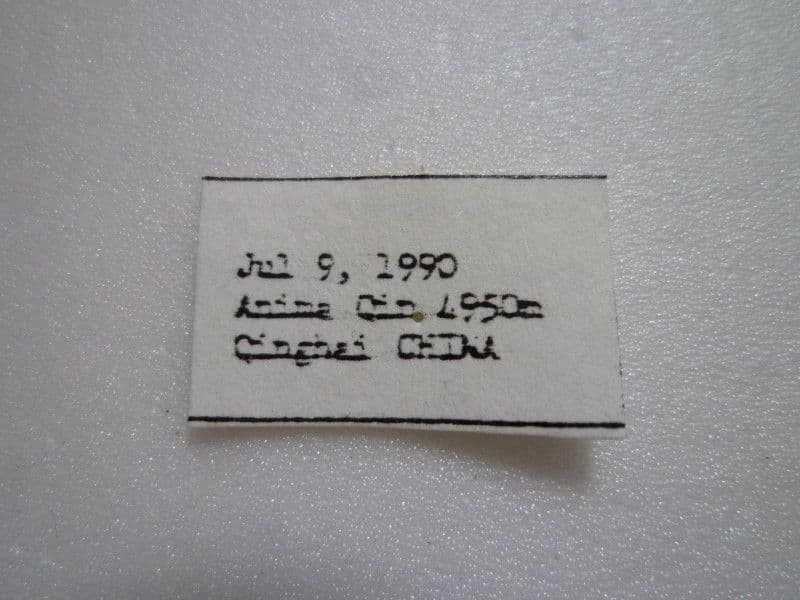 Jul 9, 1990
Anima Qin 4950m
Qinghai CHINA